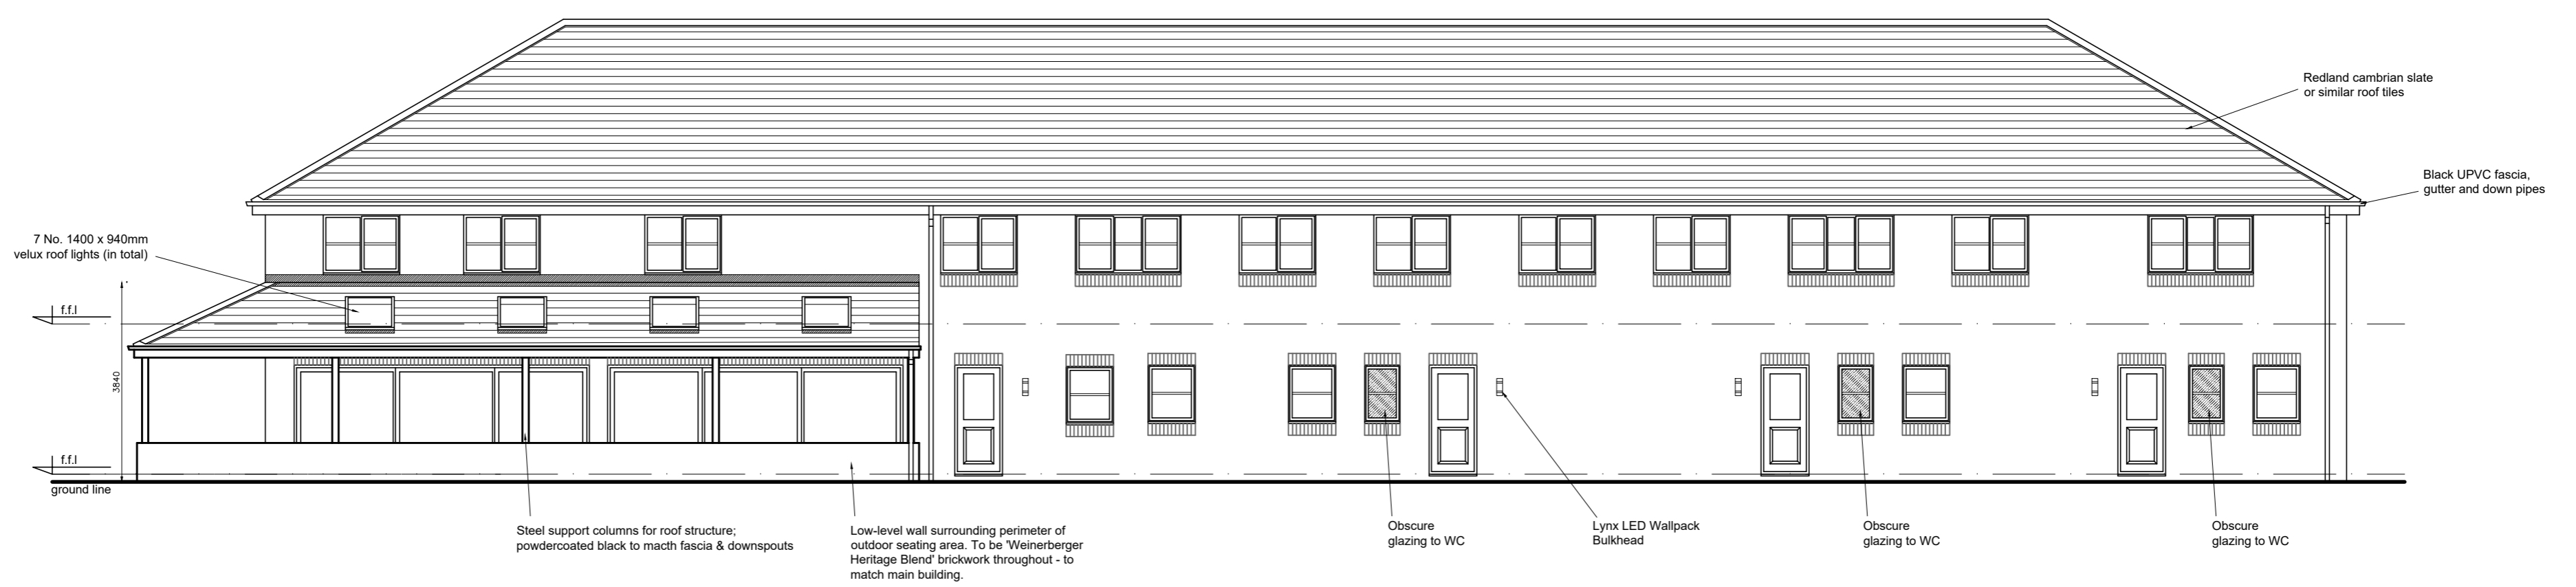 Redland cambrian slate
or similar roof tiles
Black UPVC fascia,
gutter and down pipes
7 No. 1400 x 940mm
velux roof lights (in total)
f.f.l
3840
f.f.l
ground line
Steel support columns for roof structure;
powdercoated black to macth fascia & downspouts
Low-level wall surrounding perimeter of
outdoor seating area. To be 'Weinerberger
Heritage Blend' brickwork throughout - to
match main building.
Obscure
glazing to WC
Lynx LED Wallpack
Bulkhead
Obscure
glazing to WC
Obscure
glazing to WC